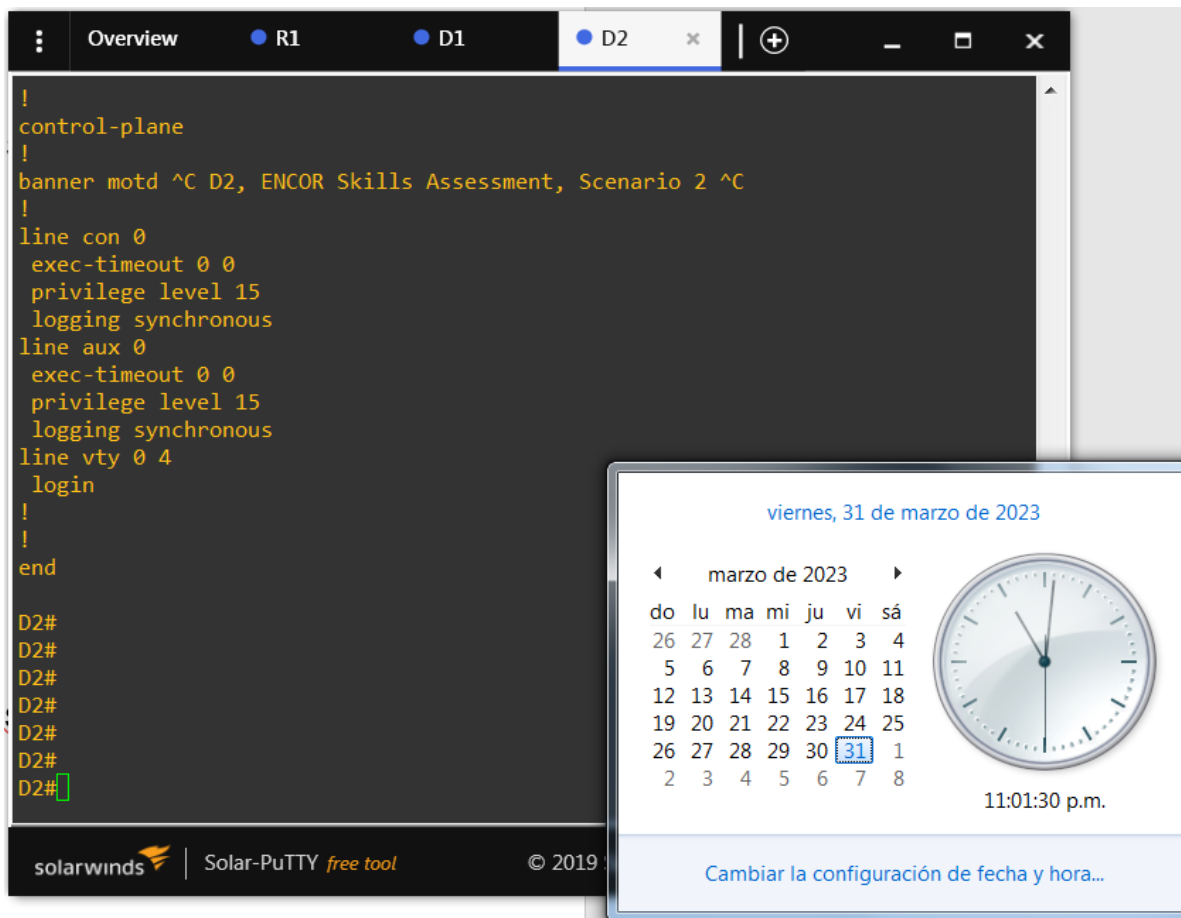 Overview R1 D1 D2
!
control-plane
!
banner motd ^C D2, ENCOR Skills Assessment, Scenario 2 ^C
!
line con 0
 exec-timeout 0 0
 privilege level 15
 logging synchronous
line aux 0
 exec-timeout 0 0
 privilege level 15
 logging synchronous
line vty 0 4
 login
!
!
end
D2#
D2#
D2#
D2#
D2#
D2#
D2#
solarwinds Solar-PuTTY free tool © 2019
viernes, 31 de marzo de 2023
marzo de 2023
do lu ma mi ju vi sá
26 27 28 1 2 3 4
5 6 7 8 9 10 11
12 13 14 15 16 17 18
19 20 21 22 23 24 25
26 27 28 29 30 31 1
2 3 4 5 6 7 8
11:01:30 p.m.
Cambiar la configuración de fecha y hora...